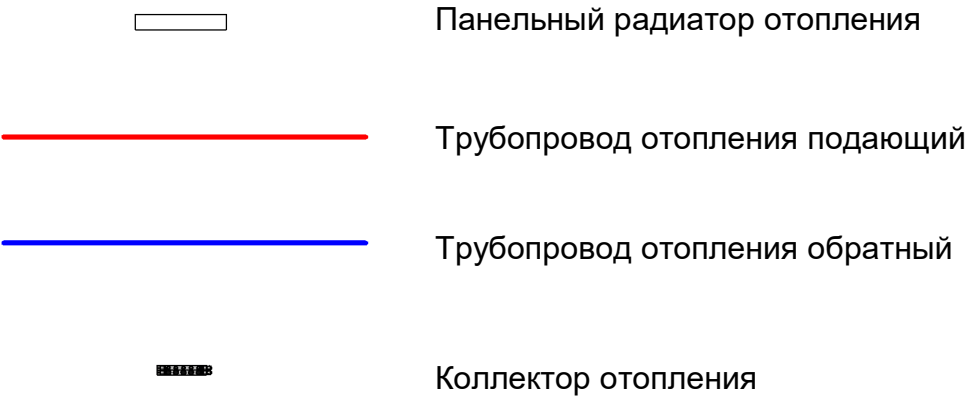 Панельный радиатор отопления
Трубопровод отопления подающий
Трубопровод отопления обратный
Коллектор отопления